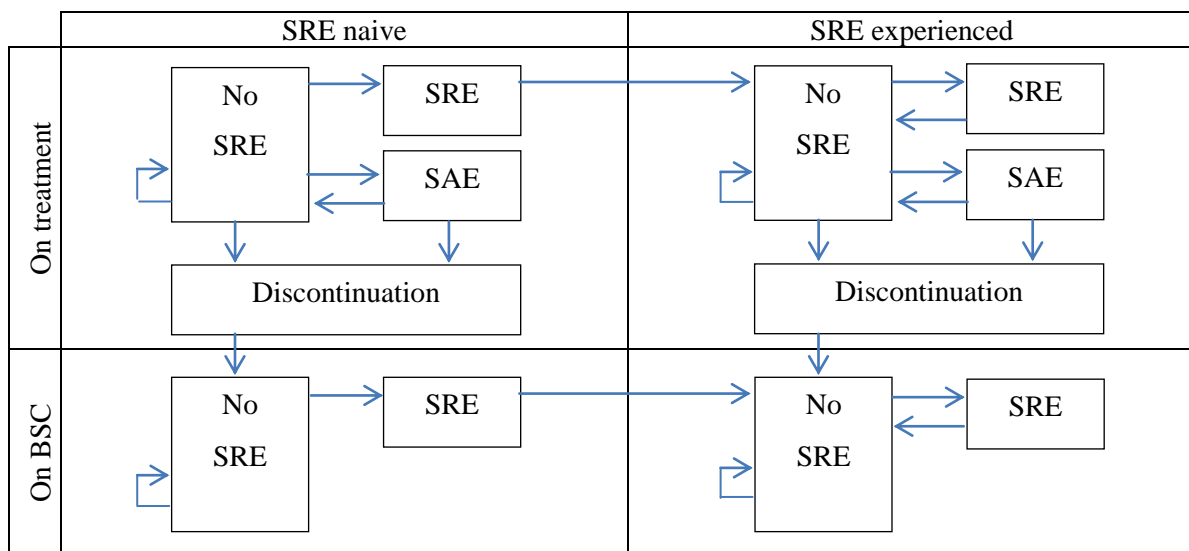 SRE naive
SRE experienced
On treatment
No
SRE
SRE
SAE
Discontinuation
No
SRE
SRE
SAE
Discontinuation
On BSC
No
SRE
SRE
No
SRE
SRE